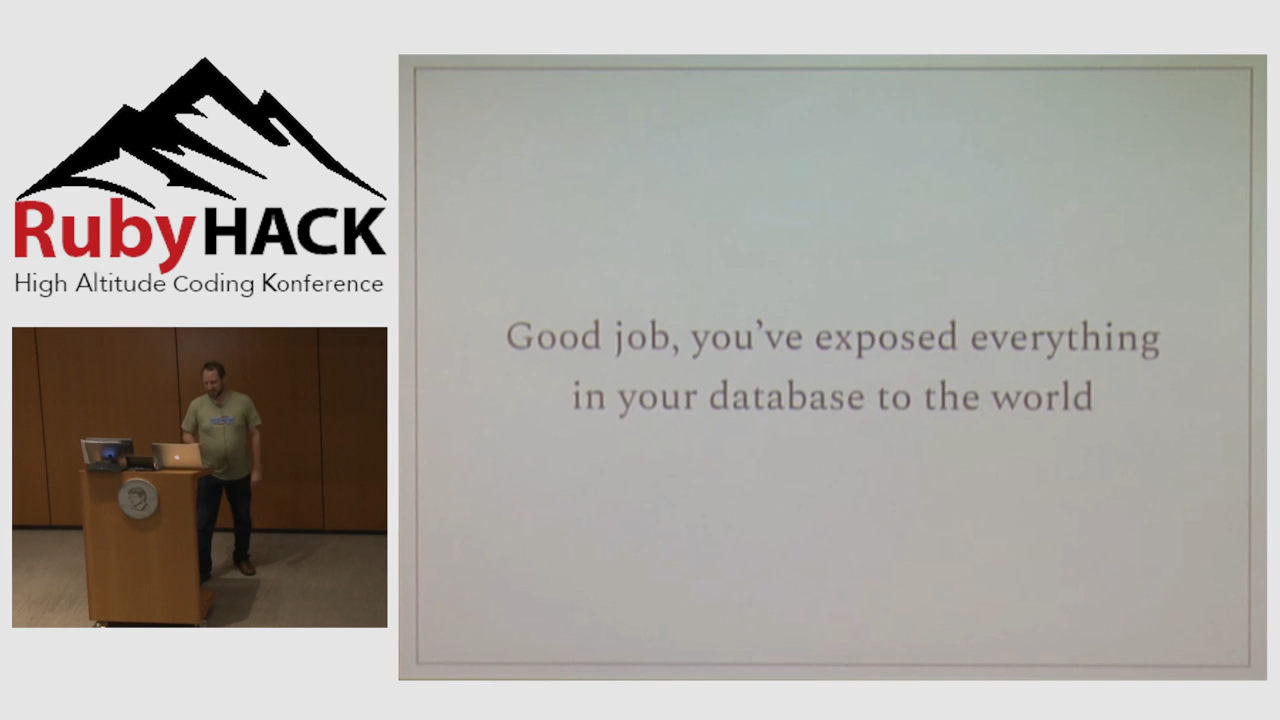 RubyHACK
High Altitude Coding Konference
Good job, you've exposed everything
in your database to the world